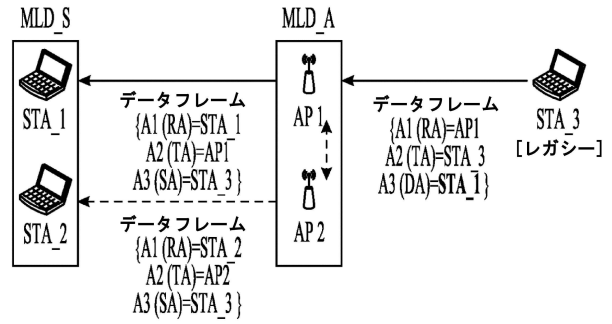 MLD_S
MLD_A
STA_1
STA_2
データフレーム
{A1 (RA)=STA_1
A2 (TA)=AP1
A3 (SA)=STA_3 }
データフレーム
{A1 (RA)=STA_2
A2 (TA)=AP2
A3 (SA)=STA_3 }
AP 1
AP 2
データフレーム
{A1 (RA)=AP1
A2 (TA)=STA_3
A3 (DA)=STA_1 }
STA_3
[レガシー]